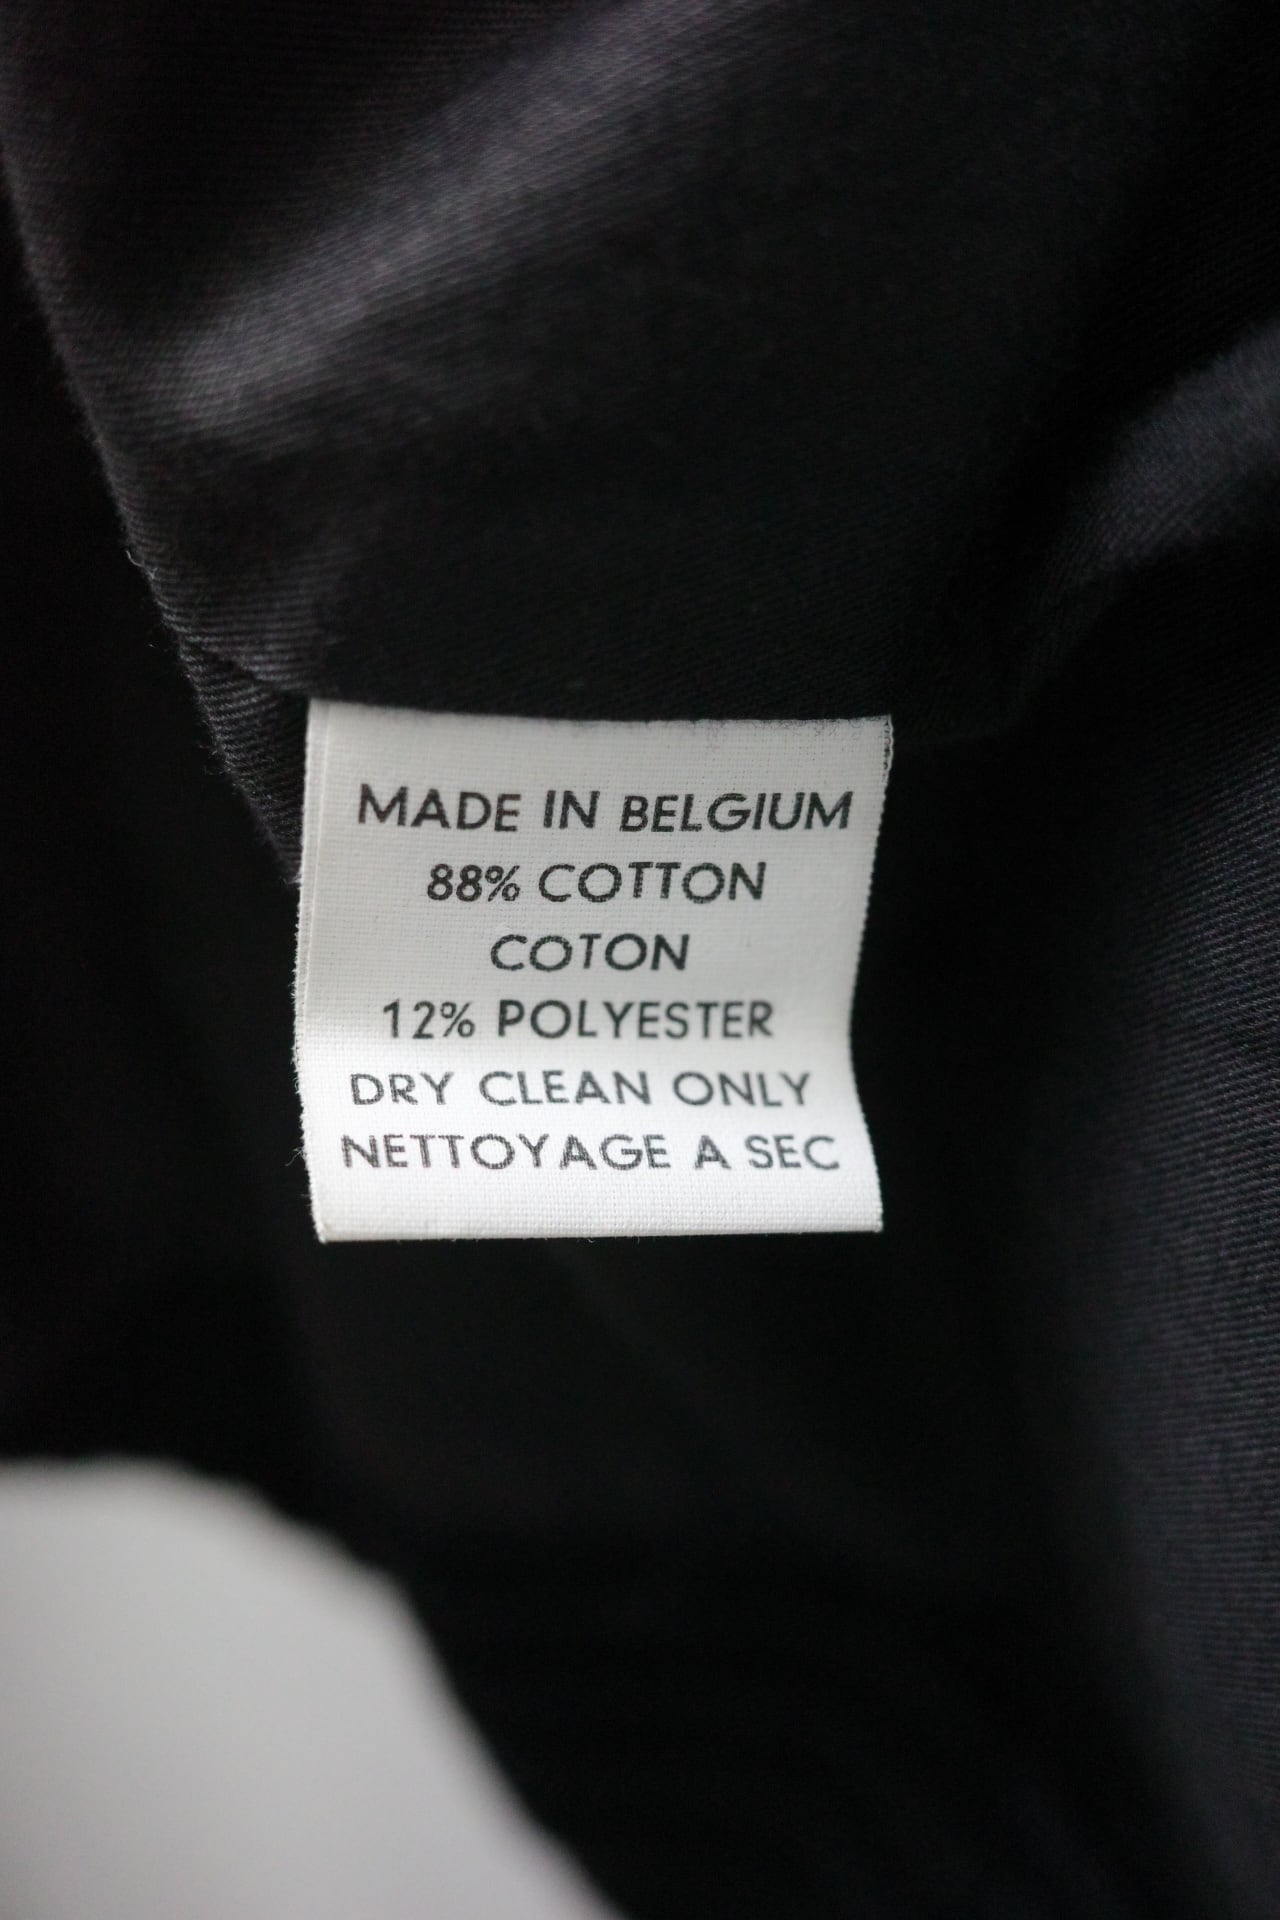 MADE IN BELGIUM
88% COTTON
COTON
12% POLYESTER
DRY CLEAN ONLY
NETTOYAGE A SEC